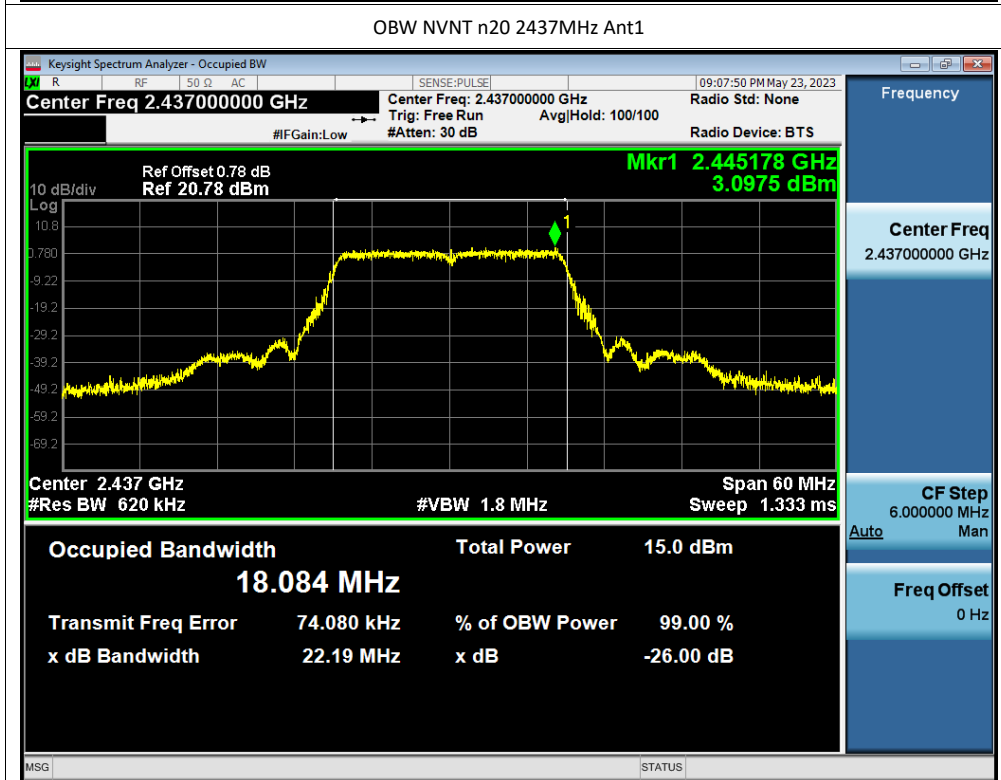 OBW NVNT n20 2437MHz Ant1
Keysight Spectrum Analyzer - Occupied BW
LXI R RF 50 Ω AC SENSE:PULSE 09:07:50 PM May 23, 2023
Center Freq 2.437000000 GHz Center Freq: 2.437000000 GHz Radio Std: None
Trig: Free Run Avg|Hold: 100/100
#IFGain:Low #Atten: 30 dB Radio Device: BTS
Mkr1 2.445178 GHz
3.0975 dBm
Ref Offset 0.78 dB
10 dB/div Ref 20.78 dBm
Log
10.8
1
0.780
-9.22
-19.2
-29.2
-39.2
-49.2
-59.2
-69.2
Center 2.437 GHz Span 60 MHz
#Res BW 620 kHz #VBW 1.8 MHz Sweep 1.333 ms
Occupied Bandwidth Total Power 15.0 dBm
18.084 MHz
Transmit Freq Error 74.080 kHz % of OBW Power 99.00 %
x dB Bandwidth 22.19 MHz x dB -26.00 dB
Frequency
Center Freq
2.437000000 GHz
CF Step
6.000000 MHz
Auto Man
Freq Offset
0 Hz
MSG STATUS